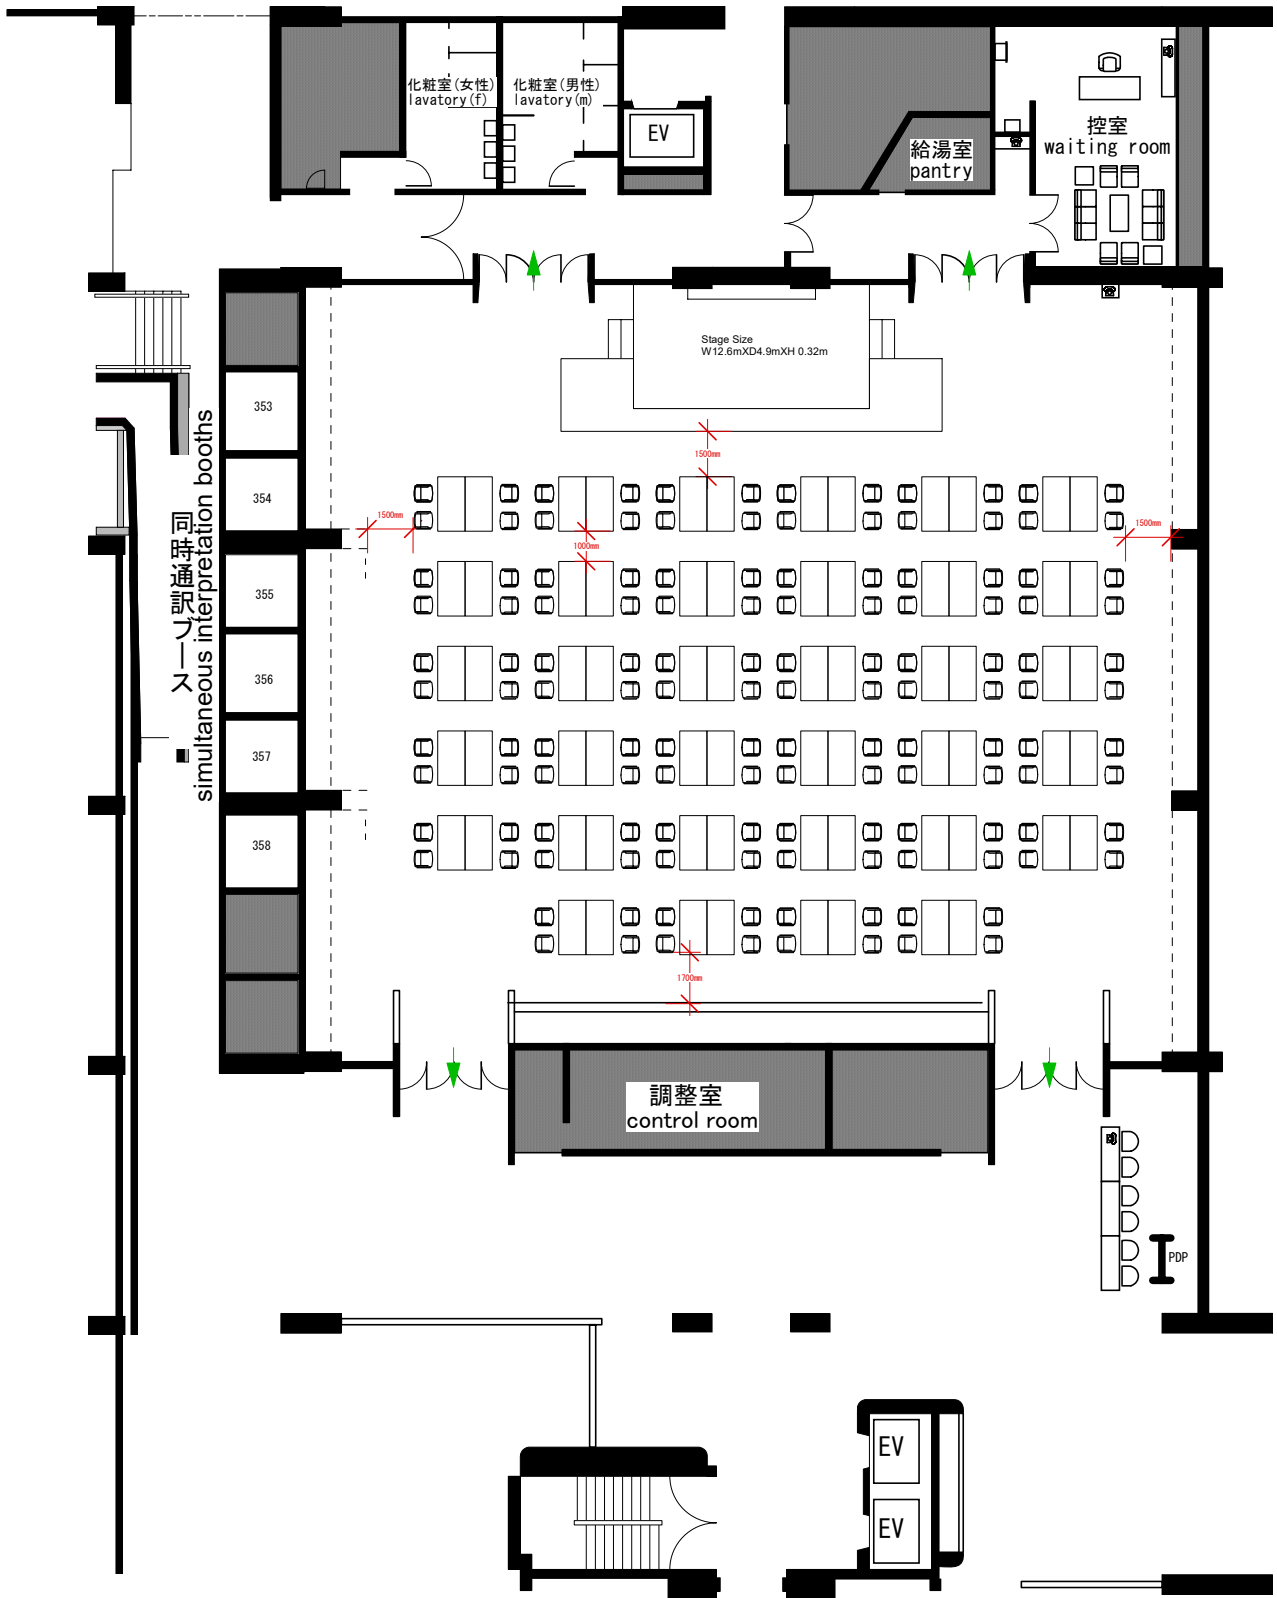 化粧室(女性)
lavatory(f)
化粧室(男性)
lavatory(m)
EV
給湯室
pantry
控室
waiting room
Stage Size
W12.6mXD4.9mXH 0.32m
353
354
355
356
357
358
同時通訳ブース
simultaneous interpretation booths
1500mm
1500mm
1000mm
1500mm
1700mm
調整室
control room
PDP
EV
EV